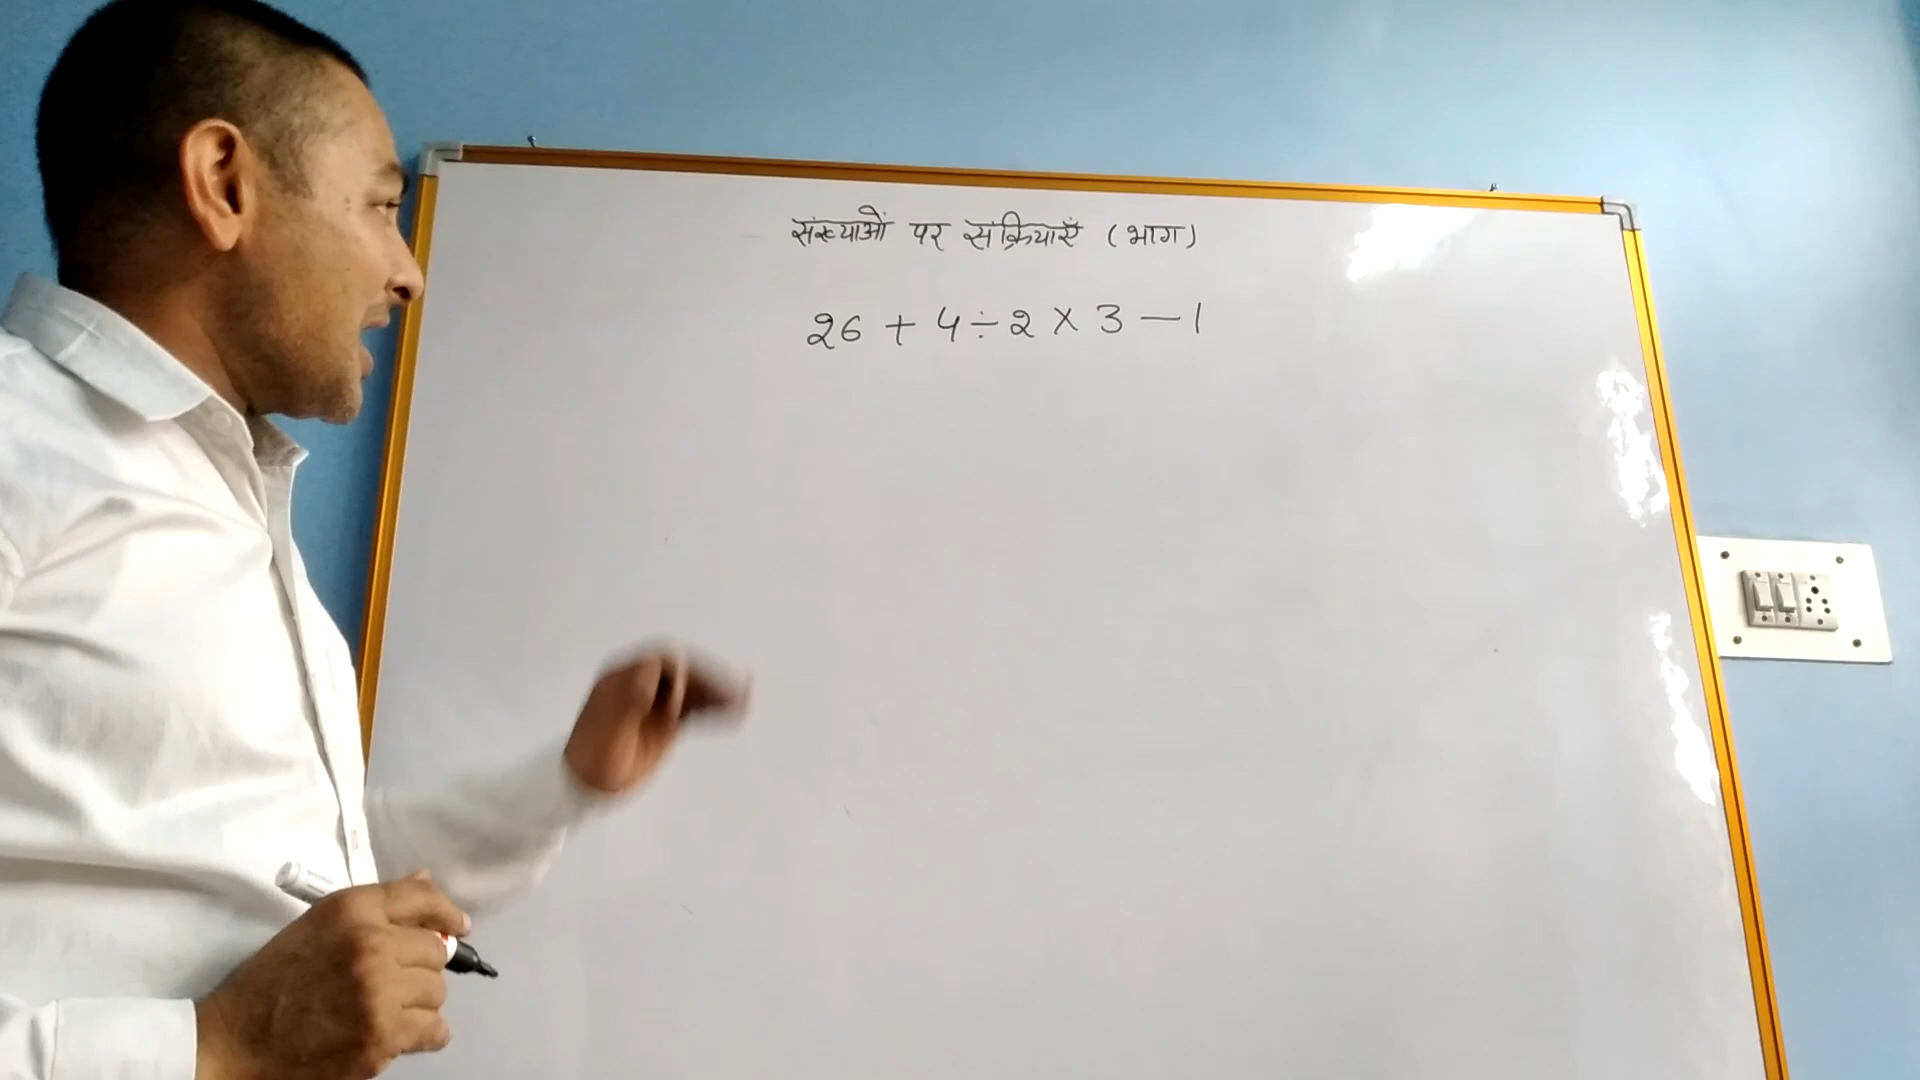 संख्याओं पर संक्रियाएँ (भाग)
26 + 4 ÷ 2 × 3 — 1